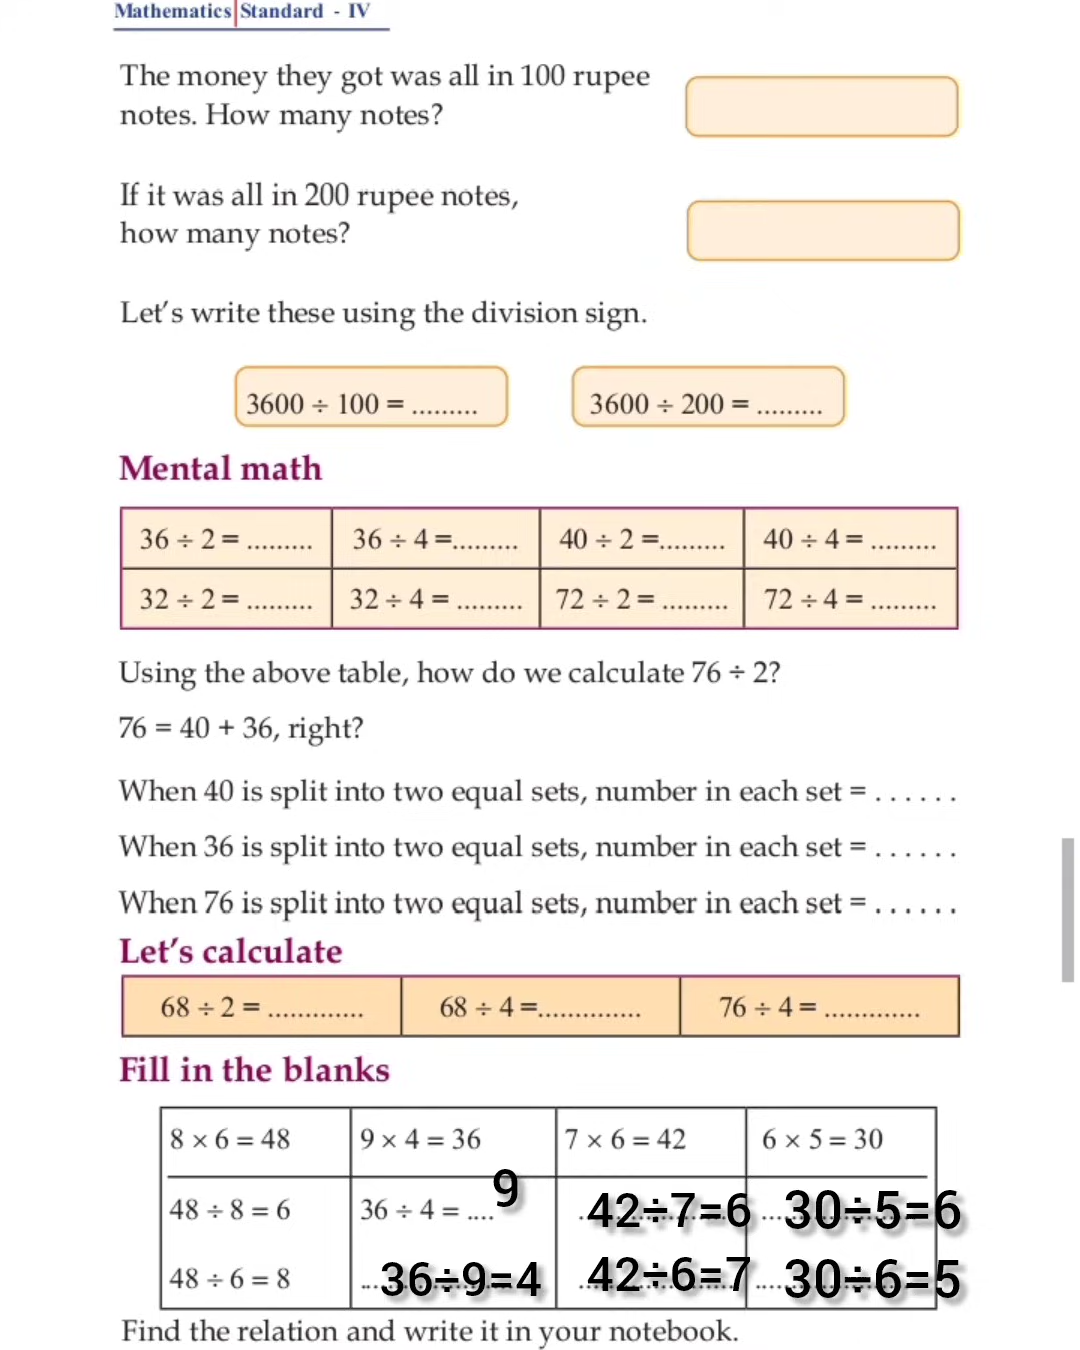 Mathematics Standard - IV
The money they got was all in 100 rupee
notes. How many notes?
If it was all in 200 rupee notes,
how many notes?
Let's write these using the division sign.
3600 ÷ 100 = ......... 3600 ÷ 200 = .........
Mental math
36 ÷ 2 = ......... 36 ÷ 4 =......... 40 ÷ 2 =......... 40 ÷ 4 = .........
32 ÷ 2 = ......... 32 ÷ 4 = ......... 72 ÷ 2 = ......... 72 ÷ 4 = .........
Using the above table, how do we calculate 76 ÷ 2?
76 = 40 + 36, right?
When 40 is split into two equal sets, number in each set = . . . . . .
When 36 is split into two equal sets, number in each set = . . . . . .
When 76 is split into two equal sets, number in each set = . . . . . .
Let's calculate
68 ÷ 2 = ............. 68 ÷ 4 =.............. 76 ÷ 4 = .............
Fill in the blanks
8 × 6 = 48 9 × 4 = 36 7 × 6 = 42 6 × 5 = 30
48 ÷ 8 = 6 36 ÷ 4 = .... 9 42÷7=6 30÷5=6
48 ÷ 6 = 8 36÷9=4 42÷6=7 30÷6=5
Find the relation and write it in your notebook.